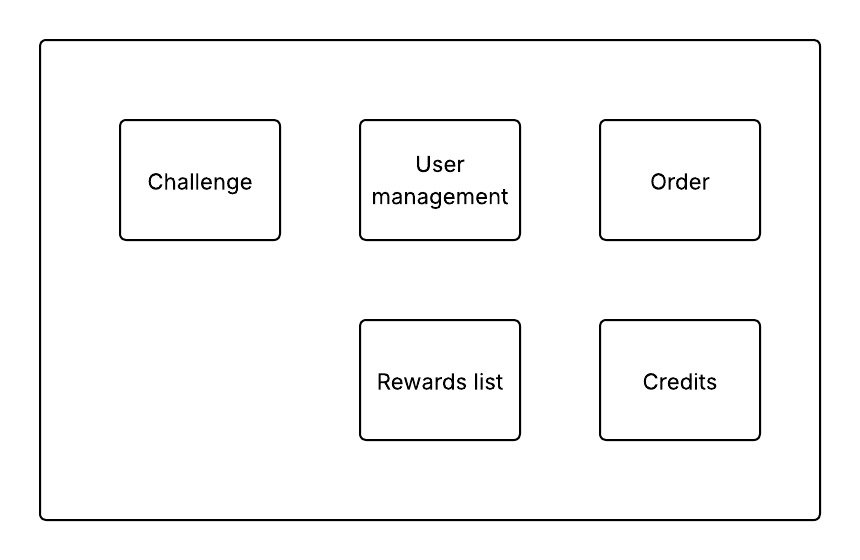 Challenge
User
management
Order
Rewards list
Credits